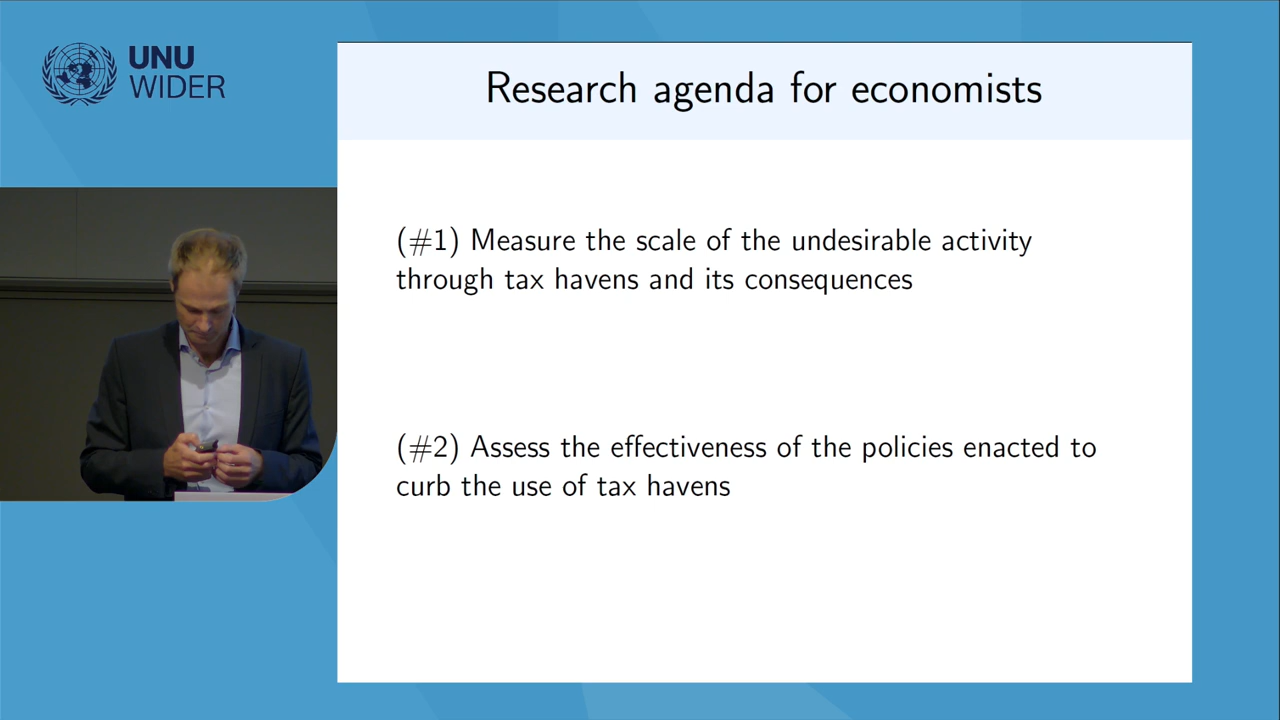 UNU
WIDER
Research agenda for economists
(#1) Measure the scale of the undesirable activity
through tax havens and its consequences
(#2) Assess the effectiveness of the policies enacted to
curb the use of tax havens